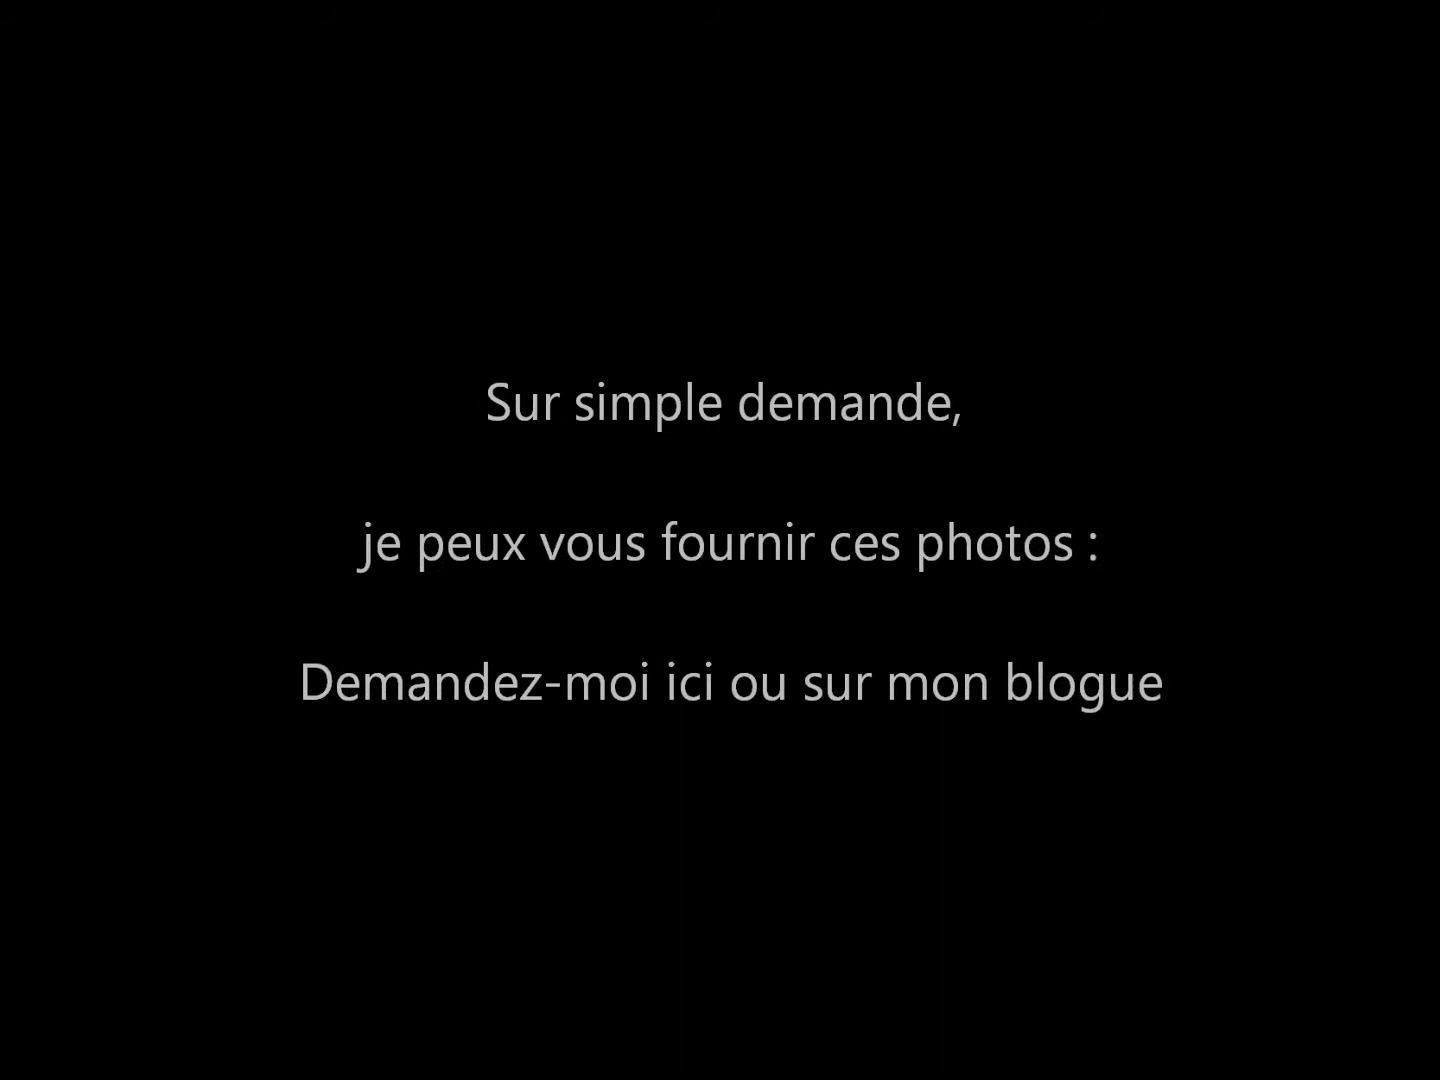 Sur simple demande,
je peux vous fournir ces photos :
Demandez-moi ici ou sur mon blogue